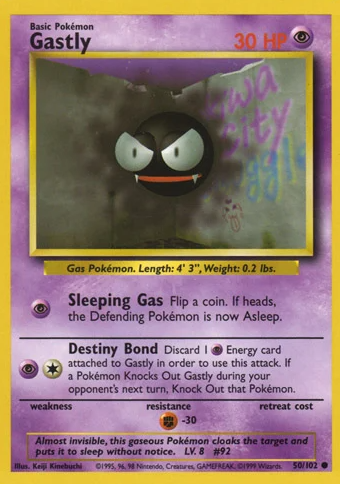 Basic Pokémon
Gastly
30 HP
City
Gas Pokémon. Length: 4' 3", Weight: 0.2 lbs.
Sleeping Gas Flip a coin. If heads,
the Defending Pokémon is now Asleep.
Destiny Bond Discard 1 Energy card
attached to Gastly in order to use this attack. If
a Pokémon Knocks Out Gastly during your
opponent's next turn, Knock Out that Pokémon.
weakness resistance retreat cost
-30
Almost invisible, this gaseous Pokémon cloaks the target and
puts it to sleep without notice. LV. 8 #92
Illus. Keiji Kinebuchi ©1995, 96, 98 Nintendo, Creatures, GAMEFREAK. ©1999 Wizards. 50/102